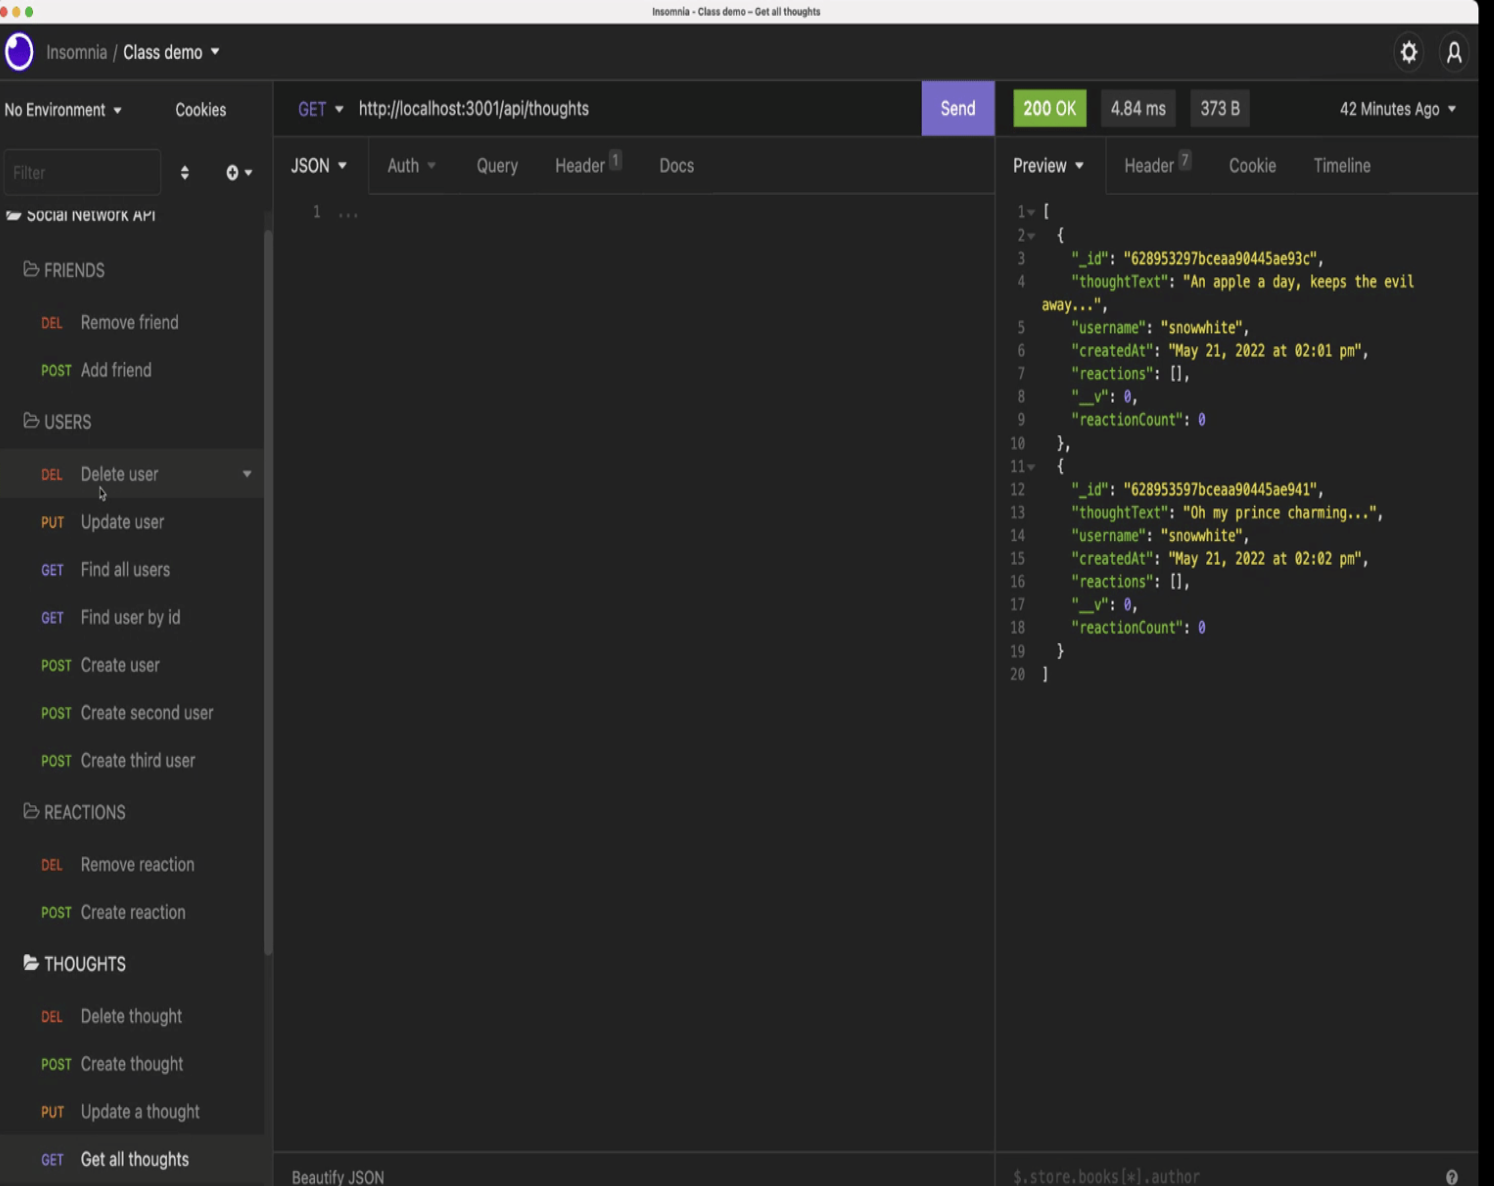 Insomnia - Class demo – Get all thoughts
Insomnia / Class demo
No Environment
Cookies
Filter
Social Network API
FRIENDS
DEL Remove friend
POST Add friend
USERS
DEL Delete user
PUT Update user
GET Find all users
GET Find user by id
POST Create user
POST Create second user
POST Create third user
REACTIONS
DEL Remove reaction
POST Create reaction
THOUGHTS
DEL Delete thought
POST Create thought
PUT Update a thought
GET Get all thoughts
GET http://localhost:3001/api/thoughts
Send
JSON Auth Query Header 1 Docs
1 ...
Beautify JSON
200 OK 4.84 ms 373 B 42 Minutes Ago
Preview Header 7 Cookie Timeline
1 [
2 {
3 "_id": "628953297bceaa90445ae93c",
4 "thoughtText": "An apple a day, keeps the evil
away...",
5 "username": "snowwhite",
6 "createdAt": "May 21, 2022 at 02:01 pm",
7 "reactions": [],
8 "__v": 0,
9 "reactionCount": 0
10 },
11 {
12 "_id": "628953597bceaa90445ae941",
13 "thoughtText": "Oh my prince charming...",
14 "username": "snowwhite",
15 "createdAt": "May 21, 2022 at 02:02 pm",
16 "reactions": [],
17 "__v": 0,
18 "reactionCount": 0
19 }
20 ]
$.store.books[*].author